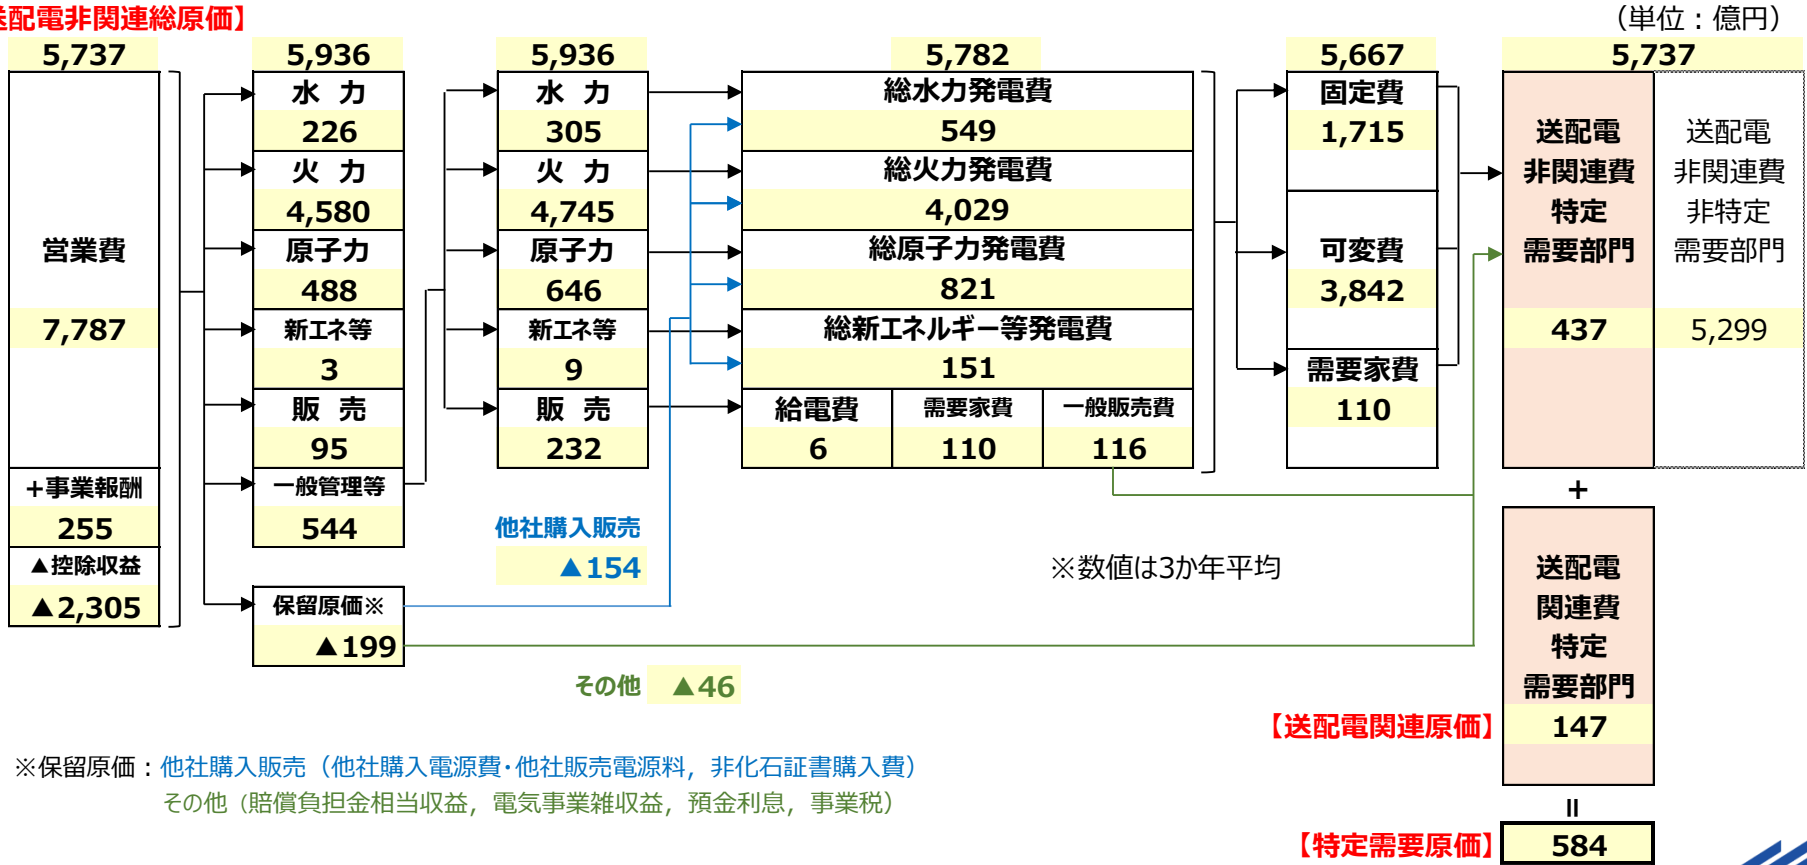 送配電非関連総原価】
（単位：億円）
5,737
5,936
5,936
5,782
5,667
5,737
営業費
7,787
＋事業報酬
255
▲控除収益
▲2,305
水 力
226
火 力
4,580
原子力
488
新エネ等
3
販 売
95
一般管理等
544
保留原価※
▲199
水 力
305
火 力
4,745
原子力
646
新エネ等
9
販 売
232
他社購入販売
▲154
その他 ▲46
総水力発電費
549
総火力発電費
4,029
総原子力発電費
821
総新エネルギー等発電費
151
給電費
6
需要家費
110
一般販売費
116
※数値は3か年平均
固定費
1,715
可変費
3,842
需要家費
110
送配電
非関連費
特定
需要部門
437
送配電
非関連費
非特定
需要部門
5,299
＋
送配電
関連費
特定
需要部門
【送配電関連原価】 147
＝
【特定需要原価】 584
※保留原価：他社購入販売（他社購入電源費・他社販売電源料，非化石証書購入費）
その他（賠償負担金相当収益，電気事業雑収益，預金利息，事業税）